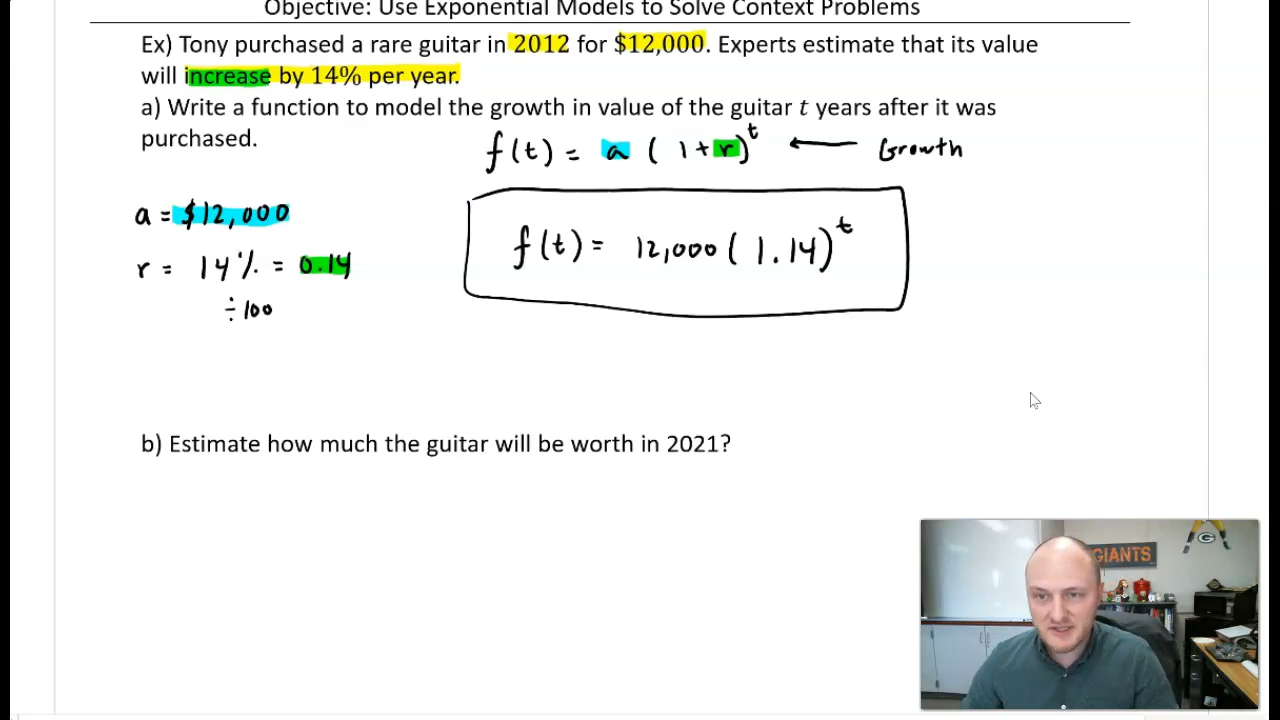 Objective: Use Exponential Models to Solve Context Problems
Ex) Tony purchased a rare guitar in 2012 for $12,000. Experts estimate that its value
will increase by 14% per year.
a) Write a function to model the growth in value of the guitar t years after it was
purchased.
f(t) = a (1+r)^t ← Growth
a = $12,000
f(t) = 12,000(1.14)^t
r = 14% = 0.14
÷100
b) Estimate how much the guitar will be worth in 2021?
GIANTS
G